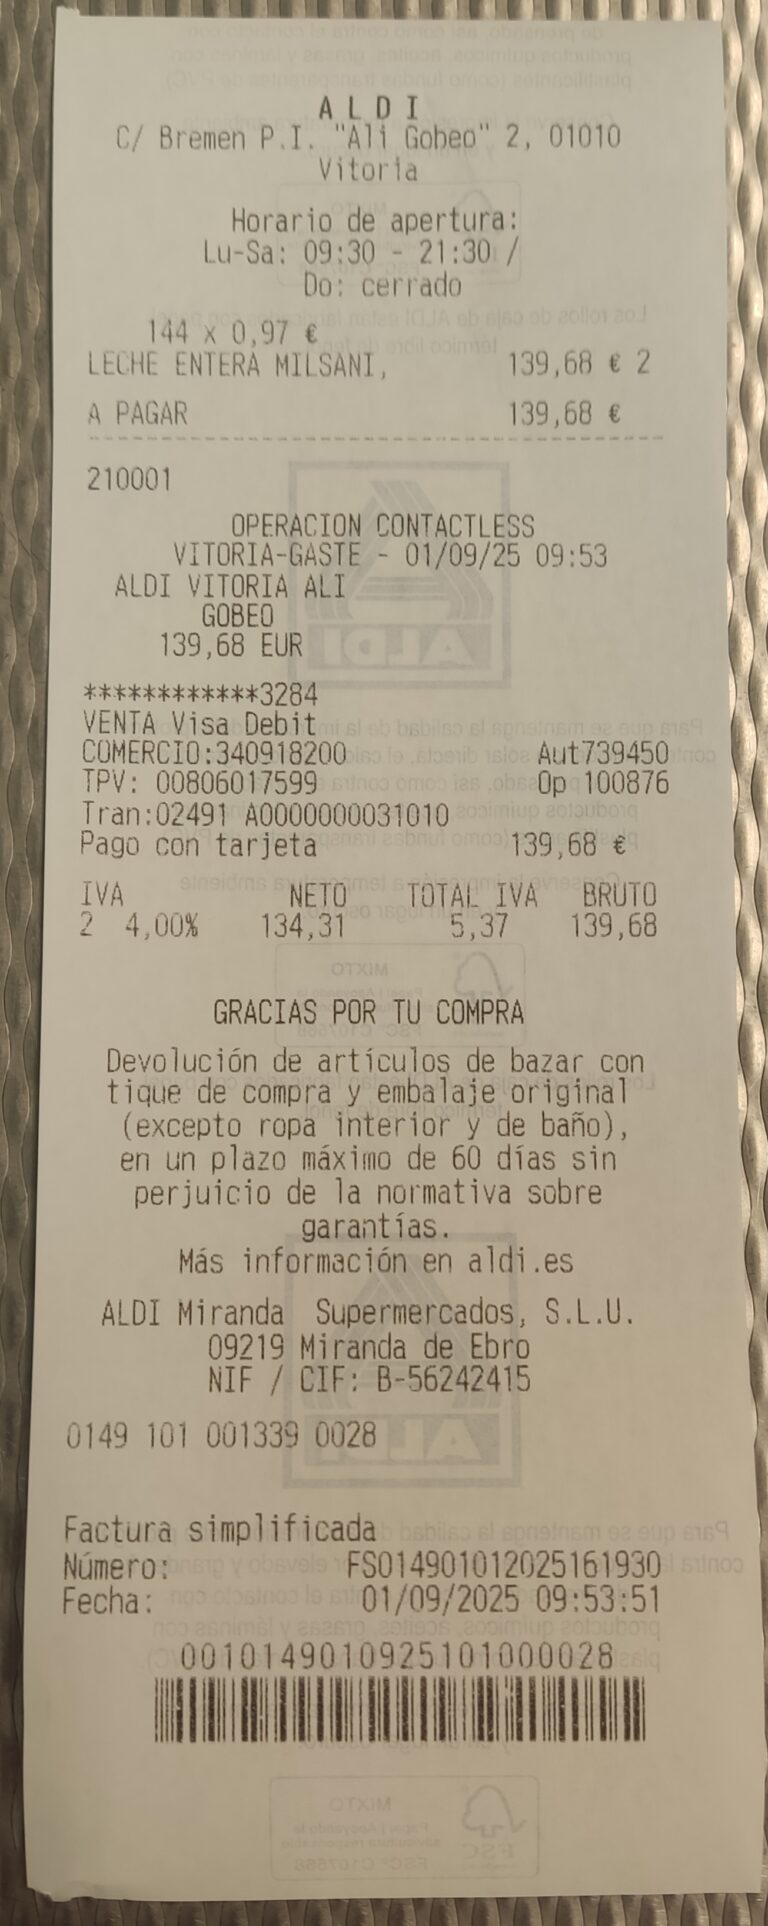 ALDI
C/ Bremen P.I. "Ali Gobeo" 2, 01010
Vitoria
Horario de apertura:
Lu-Sa: 09:30 - 21:30 /
Do: cerrado
144 x 0,97 €
LECHE ENTERA MILSANI, 139,68 € 2
A PAGAR 139,68 €
210001
OPERACION CONTACTLESS
VITORIA-GASTE - 01/09/25 09:53
ALDI VITORIA ALI
GOBEO
139,68 EUR
************3284
VENTA Visa Debit
COMERCIO:340918200 Aut739450
TPV: 00806017599 Op 100876
Tran:02491 A0000000031010
Pago con tarjeta 139,68 €
IVA NETO TOTAL IVA BRUTO
2 4,00% 134,31 5,37 139,68
GRACIAS POR TU COMPRA
Devolución de artículos de bazar con
tique de compra y embalaje original
(excepto ropa interior y de baño),
en un plazo máximo de 60 días sin
perjuicio de la normativa sobre
garantías.
Más información en aldi.es
ALDI Miranda Supermercados, S.L.U.
09219 Miranda de Ebro
NIF / CIF: B-56242415
0149 101 001339 0028
Factura simplificada
Número: FS014901012025161930
Fecha: 01/09/2025 09:53:51
0010149010925101000028